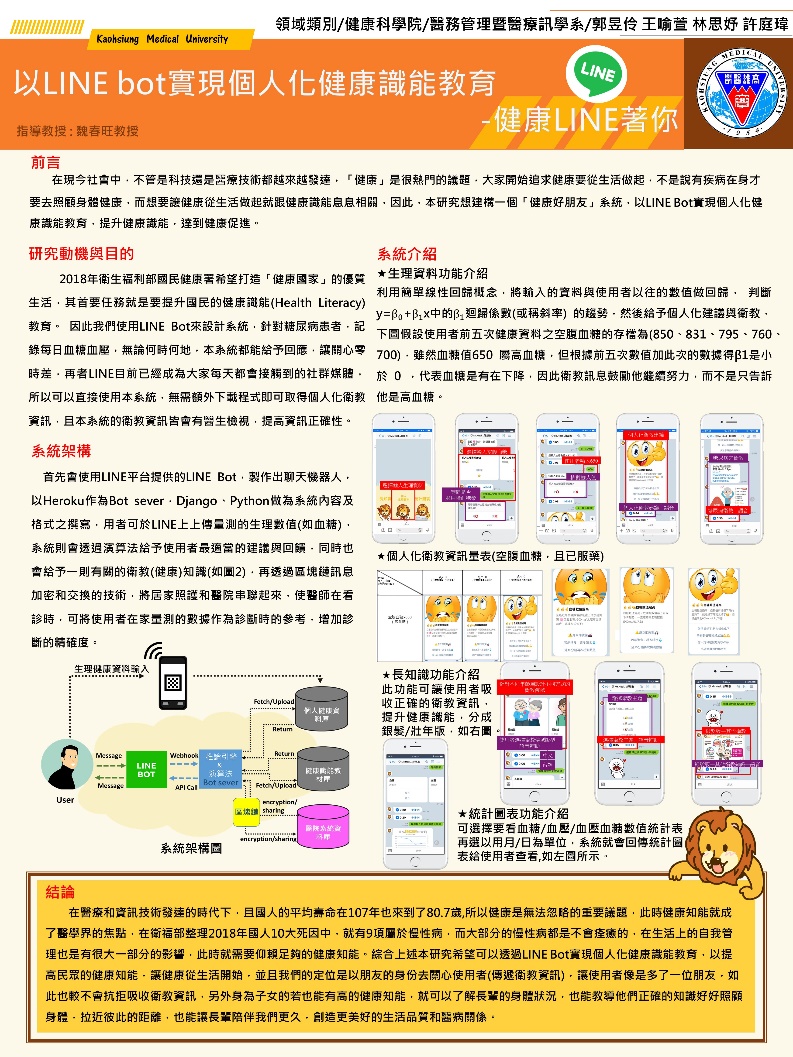 領域類別/健康科學院/醫務管理暨醫療資訊學系/郭昱伶 王喻萱 林思妤 許庭瑋
Kaohsiung Medical University
以LINE bot實現個人化健康識能教育
-健康LINE著你
LINE
指導教授：魏春旺教授
前言
在現今社會中，不管是科技還是醫療技術都越來越發達，「健康」是很熱門的議題，大家開始追求健康要從生活做起，不是說有疾病在身才
要去照顧身體健康，而想要讓健康從生活做起就跟健康識能息息相關，因此，本研究想建構一個「健康好朋友」系統，以LINE Bot實現個人化健
康識能教育，提升健康識能，達到健康促進。
研究動機與目的
2018年衛生福利部國民健康署希望打造「健康國家」的優質
生活，其首要任務就是要提升國民的健康識能(Health Literacy)
教育。 因此我們使用LINE Bot來設計系統，針對糖尿病患者，記
錄每日血糖血壓，無論何時何地，本系統都能給予回應，讓關心零
時差，再者LINE目前已經成為大家每天都會接觸到的社群媒體，
所以可以直接使用本系統，無需額外下載程式即可取得個人化衛教
資訊，且本系統的衛教資訊皆會有醫生檢視，提高資訊正確性。
系統架構
首先會使用LINE平台提供的LINE Bot，製作出聊天機器人，
以Heroku作為Bot sever，Django、Python做為系統內容及
格式之撰寫，用者可於LINE上上傳量測的生理數值(如血糖)，
系統則會透過演算法給予使用者最適當的建議與回饋，同時也
會給予一則有關的衛教(健康)知識(如圖2)，再透過區塊鏈訊息
加密和交換的技術，將居家照護和醫院串聯起來，使醫師在看
診時，可將使用者在家量測的數據作為診斷時的參考，增加診
斷的精確度。
生理健康資料輸入
Fetch/Upload
個人健康資
料庫
Return
Message
Webhook
Return
LINE
BOT
Bot sever
健康動能教
材庫
Message
API Call
Fetch/Upload
User
區塊鏈
encryption/
sharing
encryption/sharing
系統架構圖
系統介紹
★生理資料功能介紹
利用簡單線性回歸概念，將輸入的資料與使用者以往的數值做回歸， 判斷
y=β₀+β₁x中的β₁迴歸係數(或稱斜率) 的趨勢，然後給予個人化建議與衛教，
下圖假設使用者前五次健康資料之空腹血糖的存檔為(850、831、795、760、
700)，雖然血糖值650 屬高血糖，但根據前五次數值加此次的數據得β1是小
於 0 ，代表血糖是有在下降，因此衛教訊息鼓勵他繼續努力，而不是只告訴
他是高血糖。
★個人化衛教資訊量表(空腹血糖，且已服藥)
★長知識功能介紹
此功能可讓使用者吸
收正確的衛教資訊，
提升健康識能，分成
銀髮/壯年版，如右圖。
★統計圖表功能介紹
可選擇要看血糖/血壓/血壓血糖數值統計表
再選以用月/日為單位，系統就會回傳統計圖
表給使用者查看,如左圖所示。
結論
在醫療和資訊技術發達的時代下，且國人的平均壽命在107年也來到了80.7歲,所以健康是無法忽略的重要議題，此時健康知能就成
了醫學界的焦點，在衛福部整理2018年國人10大死因中，就有9項屬於慢性病，而大部分的慢性病都是不會痊癒的，在生活上的自我管
理也是有很大一部分的影響，此時就需要仰賴足夠的健康知能。綜合上述本研究希望可以透過LINE Bot實現個人化健康識能教育，以提
高民眾的健康知能，讓健康從生活開始，並且我們的定位是以朋友的身份去關心使用者(傳遞衛教資訊)，讓使用者像是多了一位朋友，如
此也較不會抗拒吸收衛教資訊，另外身為子女的若也能有高的健康知能，就可以了解長輩的身體狀況，也能教導他們正確的知識好好照顧
身體，拉近彼此的距離，也能讓長輩陪伴我們更久，創造更美好的生活品質和醫病關係。